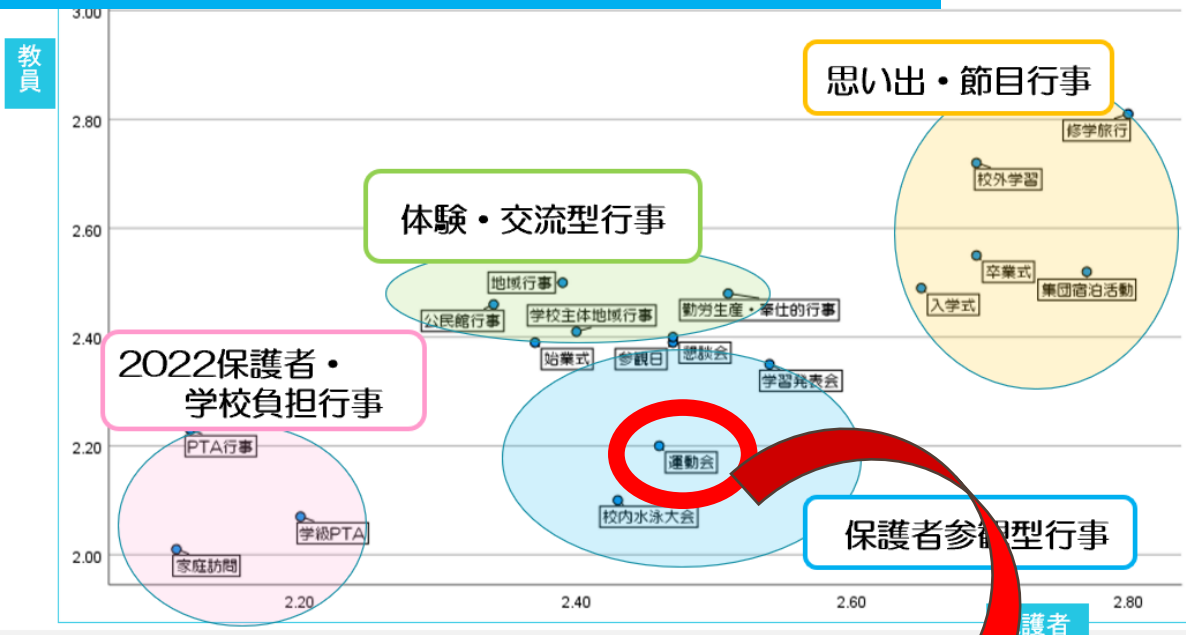 3.00
教員
思い出・節目行事
2.80
修学旅行
校外学習
体験・交流型行事
2.60
卒業式
集団宿泊活動
入学式
地域行事
公民館行事
学校主体地域行事
勤労生産・奉仕的行事
2.40
始業式
参観日
懇談会
学習発表会
2022保護者・
学校負担行事
2.20
PTA行事
運動会
校内水泳大会
保護者参観型行事
学級PTA
2.00
家庭訪問
2.20
2.40
2.60
2.80
護者